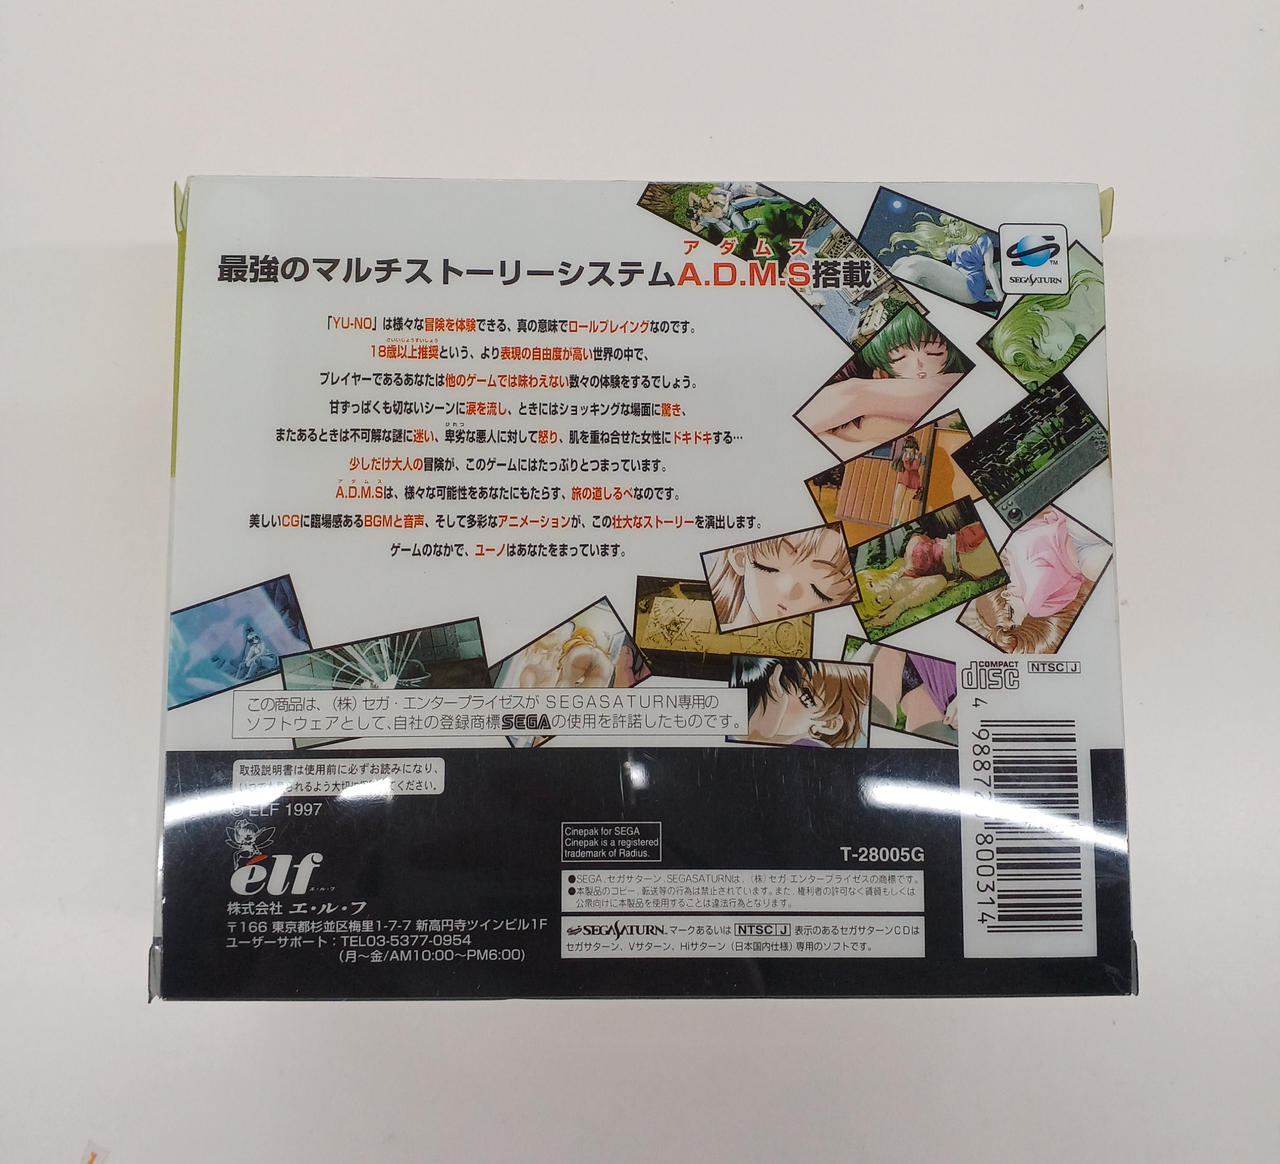 アダムス
最強のマルチストーリーシステムA.D.M.S搭載
SEGASATURN
TM
「YU-NO」は様々な冒険を体験できる、真の意味でロールプレイングなのです。
さいいじょうすいしょう
18歳以上推奨という、より表現の自由度が高い世界の中で、
プレイヤーであるあなたは他のゲームでは味わえない数々の体験をするでしょう。
甘ずっぱくも切ないシーンに涙を流し、ときにはショッキングな場面に驚き、
ひれつ
またあるときは不可解な謎に迷い、卑劣な悪人に対して怒り、肌を重ね合せた女性にドキドキする…
少しだけ大人の冒険が、このゲームにはたっぷりとつまっています。
アダムス
A.D.M.Sは、様々な可能性をあなたにもたらす、旅の道しるべなのです。
美しいCGに臨場感あるBGMと音声、そして多彩なアニメーションが、この壮大なストーリーを演出します。
ゲームのなかで、ユーノはあなたをまっています。
COMPACT
disc
NTSC J
この商品は、(株)セガ・エンタープライゼスがSEGASATURN専用の
ソフトウェアとして、自社の登録商標SEGAの使用を許諾したものです。
取扱説明書は使用前に必ずお読みになり、
れるよう大切に ください。
© ELF 1997
élf
エ・ル・フ
株式会社 エ・ル・フ
〒166 東京都杉並区梅里1-7-7 新高円寺ツインビル1F
ユーザーサポート：TEL03-5377-0954
(月〜金/AM10:00〜PM6:00)
Cinepak for SEGA
Cinepak is a registered
trademark of Radius.
T-28005G
●SEGA、セガサターン、SEGASATURNは、(株)セガ・エンタープライゼスの商標です。
●本製品のコピー、転送等の行為は禁止されています。また、権利者の許可なく賃貸もしくは
公衆向けに本製品を使用することは違法行為となります。
SEGASATURN マークあるいは NTSC J 表示のあるセガサターンCDは
セガサターン、Vサターン、Hiサターン(日本国内仕様)専用のソフトです。
4 98872 800314